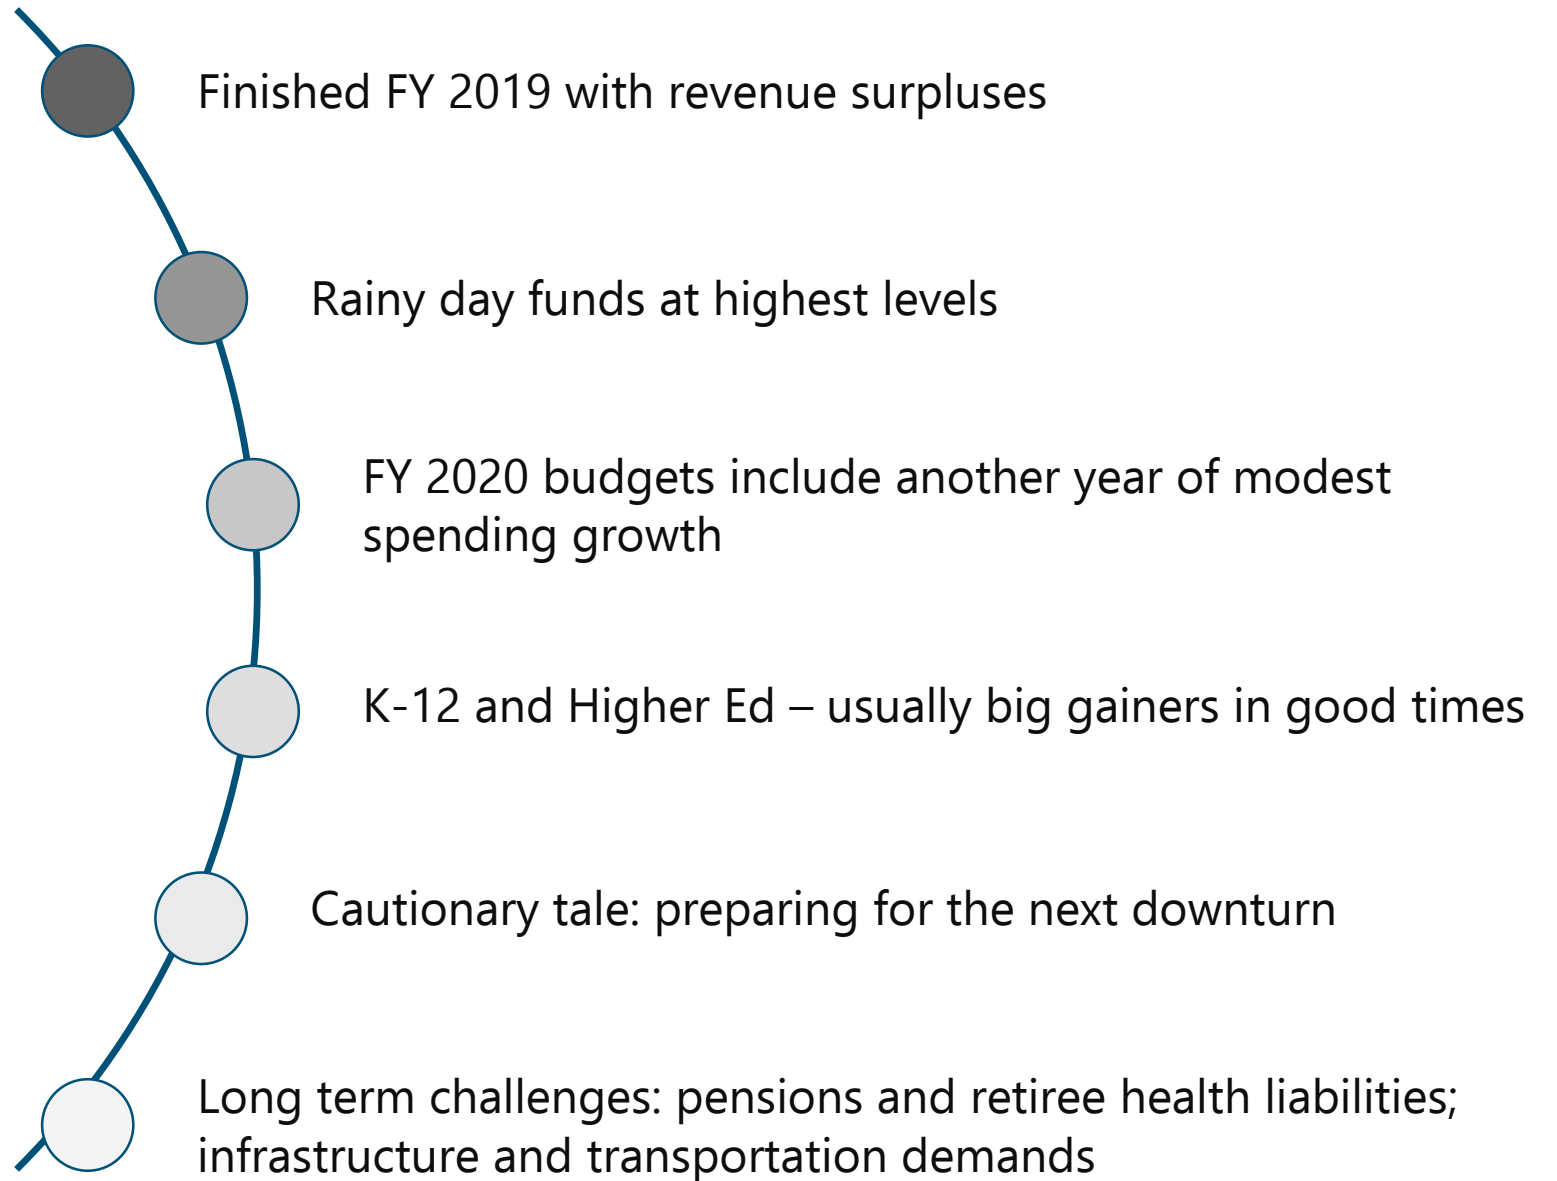 Finished FY 2019 with revenue surpluses
Rainy day funds at highest levels
FY 2020 budgets include another year of modest
spending growth
K-12 and Higher Ed – usually big gainers in good times
Cautionary tale: preparing for the next downturn
Long term challenges: pensions and retiree health liabilities;
infrastructure and transportation demands